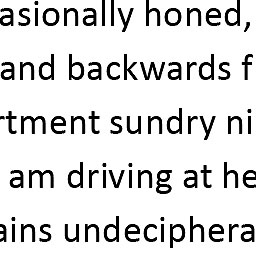 asionally honed,
and backwards f
rtment sundry ni
am driving at he
ains undeciphera